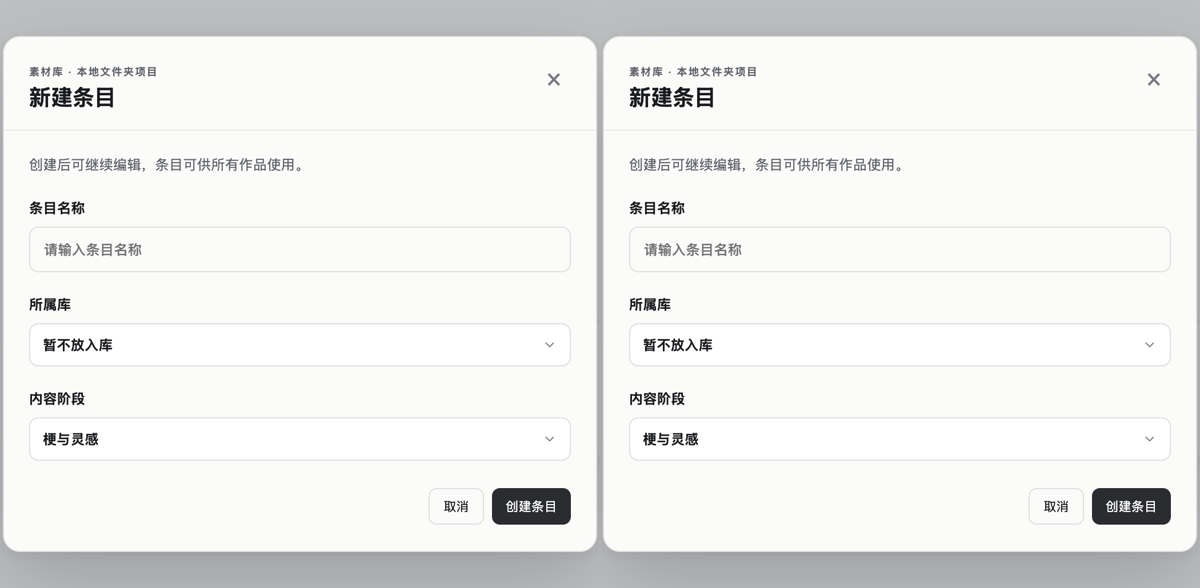 素材库 · 本地文件夹项目
新建条目
创建后可继续编辑，条目可供所有作品使用。
条目名称
请输入条目名称
所属库
暂不放入库
内容阶段
梗与灵感
取消 创建条目
素材库 · 本地文件夹项目
新建条目
创建后可继续编辑，条目可供所有作品使用。
条目名称
请输入条目名称
所属库
暂不放入库
内容阶段
梗与灵感
取消 创建条目